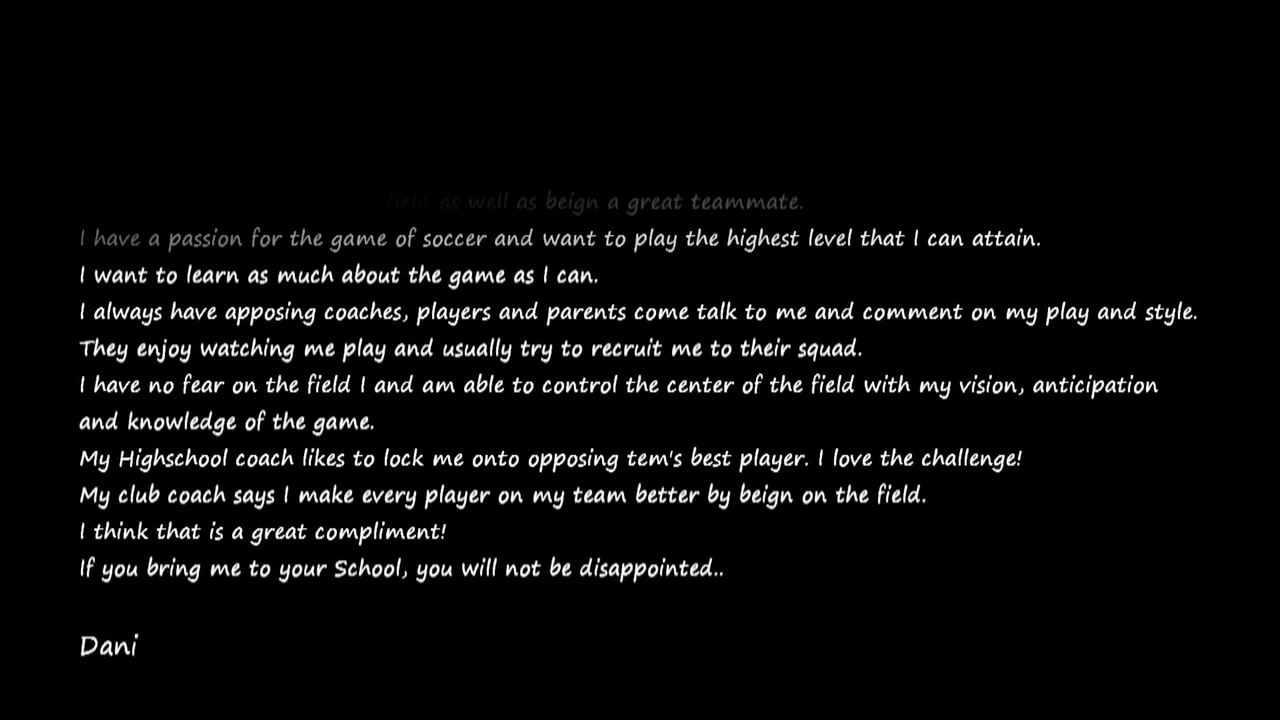 field as well as beign a great teammate.
I have a passion for the game of soccer and want to play the highest level that I can attain.
I want to learn as much about the game as I can.
I always have apposing coaches, players and parents come talk to me and comment on my play and style.
They enjoy watching me play and usually try to recruit me to their squad.
I have no fear on the field I and am able to control the center of the field with my vision, anticipation
and knowledge of the game.
My Highschool coach likes to lock me onto opposing tem's best player. I love the challenge!
My club coach says I make every player on my team better by beign on the field.
I think that is a great compliment!
If you bring me to your School, you will not be disappointed..
Dani